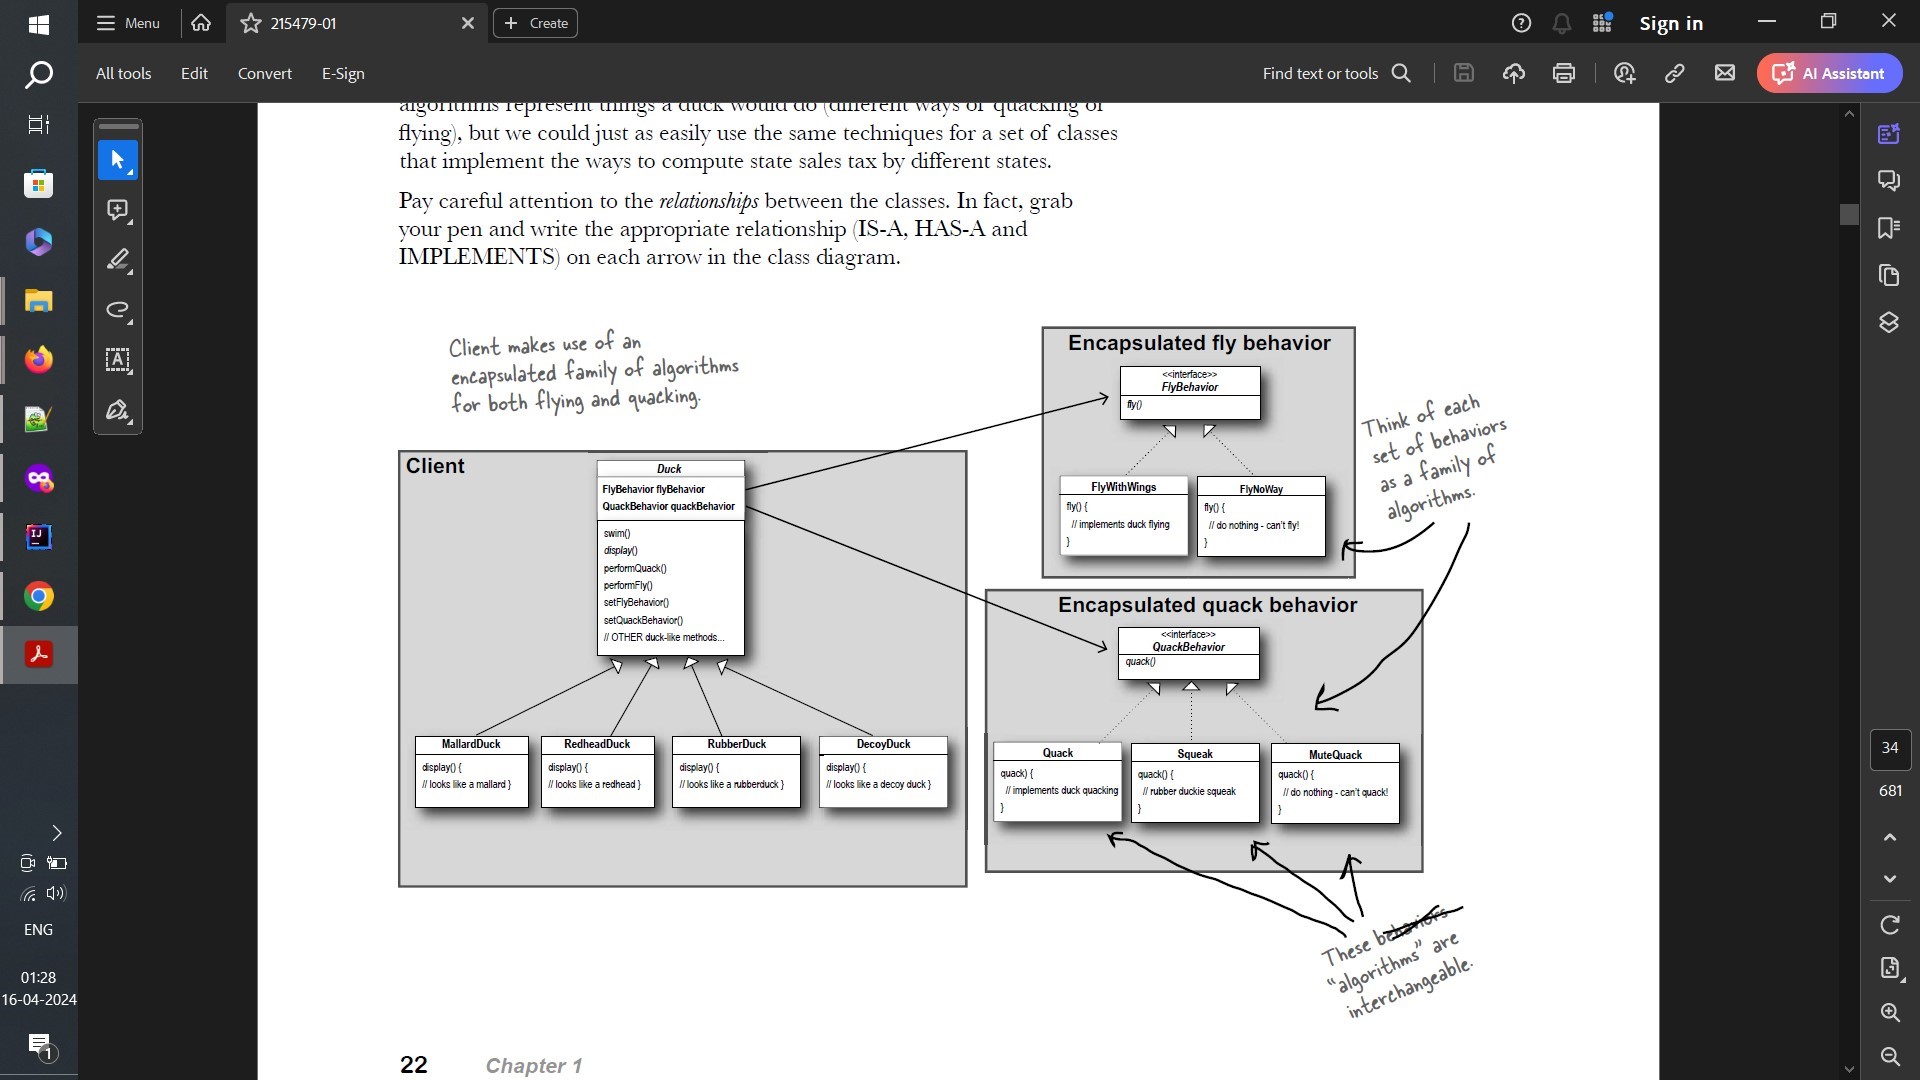 Menu
215479-01
Create
Sign in
All tools
Edit
Convert
E-Sign
Find text or tools
AI Assistant
algorithms represent things a duck would do (different ways of quacking or
flying), but we could just as easily use the same techniques for a set of classes
that implement the ways to compute state sales tax by different states.
Pay careful attention to the relationships between the classes. In fact, grab
your pen and write the appropriate relationship (IS-A, HAS-A and
IMPLEMENTS) on each arrow in the class diagram.
Client makes use of an
encapsulated family of algorithms
for both flying and quacking.
Encapsulated fly behavior
<<interface>>
FlyBehavior
fly()
FlyWithWings
fly() {
// implements duck flying
}
FlyNoWay
fly() {
// do nothing - can't fly!
}
Think of each
set of behaviors
as a family of
algorithms.
Client
Duck
FlyBehavior flyBehavior
QuackBehavior quackBehavior
swim()
display()
performQuack()
performFly()
setFlyBehavior()
setQuackBehavior()
// OTHER duck-like methods...
MallardDuck
display() {
// looks like a mallard }
RedheadDuck
display() {
// looks like a redhead }
RubberDuck
display() {
// looks like a rubberduck }
DecoyDuck
display() {
// looks like a decoy duck }
Encapsulated quack behavior
<<interface>>
QuackBehavior
quack()
Quack
quack) {
// implements duck quacking
}
Squeak
quack() {
// rubber duckie squeak
}
MuteQuack
quack() {
// do nothing - can't quack!
}
These behaviors
“algorithms” are
interchangeable.
22 Chapter 1
34
681
ENG
01:28
16-04-2024
1